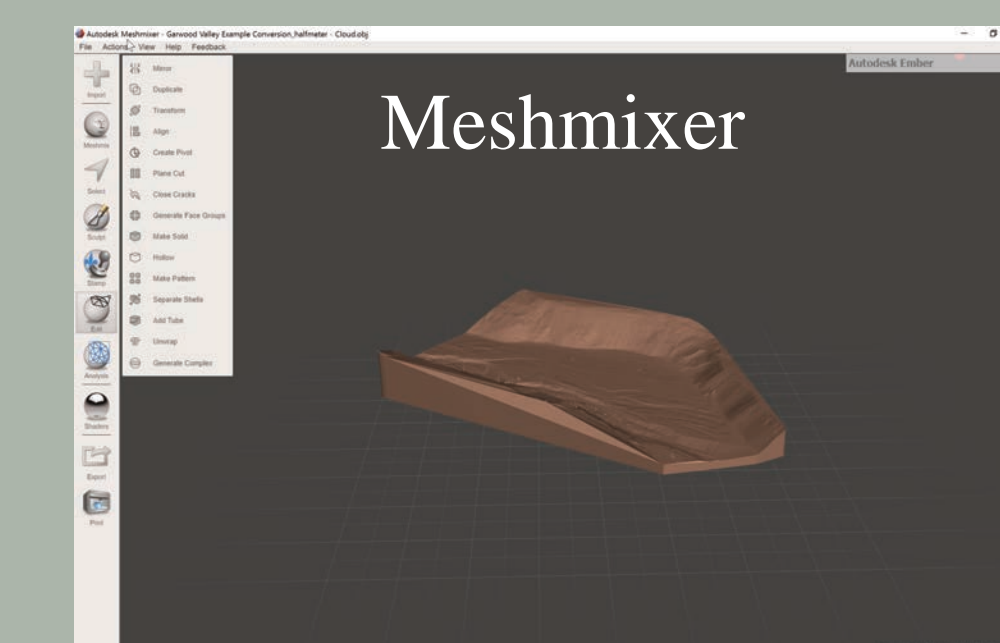 Autodesk Meshmixer - Garwood Valley Example Conversion_halfmeter - Cloud.obj
File Actions View Help Feedback
Autodesk Ember
Meshmixer
Import
Meshmix
Select
Sculpt
Stamp
Edit
Analysis
Shaders
Export
Print
Mirror
Duplicate
Transform
Align
Create Pivot
Plane Cut
Close Cracks
Generate Face Groups
Make Solid
Hollow
Make Pattern
Separate Shells
Add Tube
Unwrap
Generate Complex